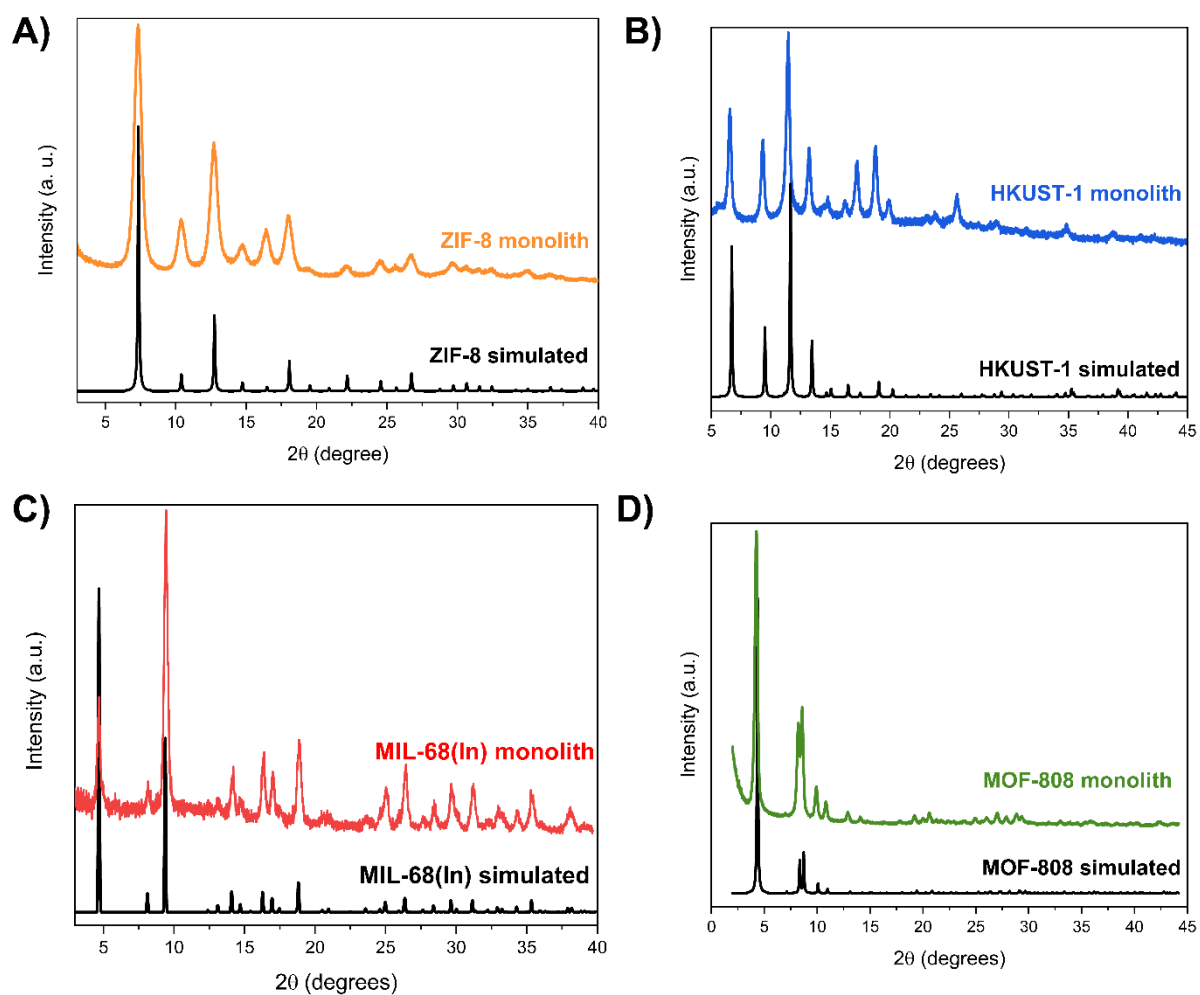 A)
Intensity (a. u.)
ZIF-8 monolith
ZIF-8 simulated
5 10 15 20 25 30 35 40
2θ (degree)
B)
Intensity (a.u.)
HKUST-1 monolith
HKUST-1 simulated
5 10 15 20 25 30 35 40 45
2θ (degrees)
C)
Intensity (a.u.)
MIL-68(In) monolith
MIL-68(In) simulated
5 10 15 20 25 30 35 40
2θ (degrees)
D)
Intensity (a.u.)
MOF-808 monolith
MOF-808 simulated
0 5 10 15 20 25 30 35 40 45
2θ (degrees)